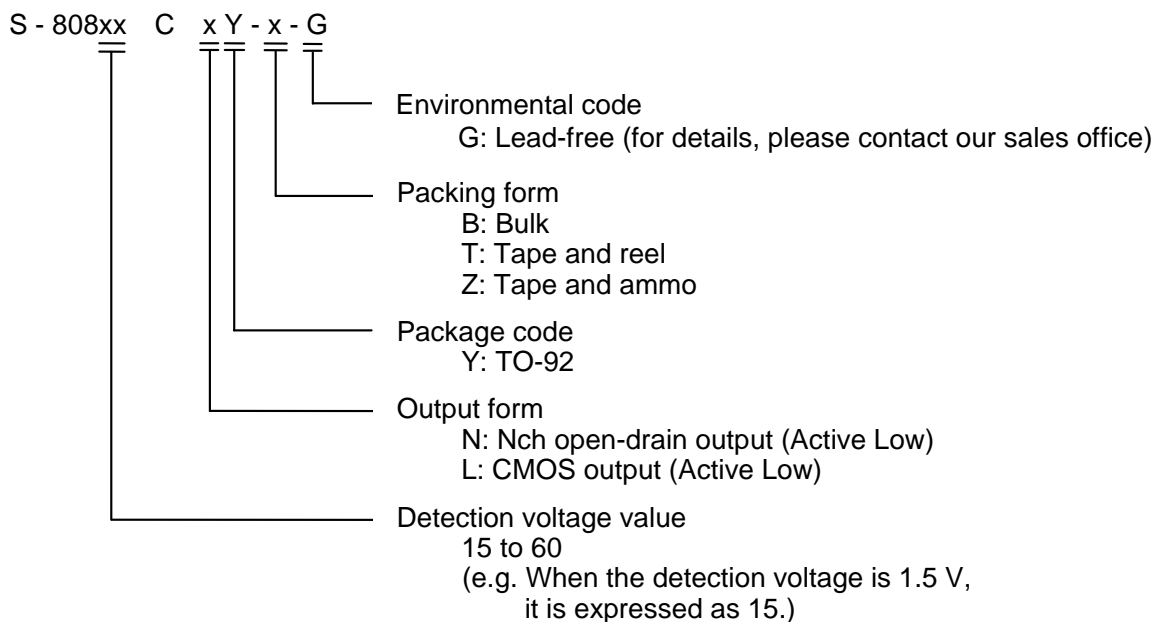 S - 808xx C x Y - x - G
Environmental code
G: Lead-free (for details, please contact our sales office)
Packing form
B: Bulk
T: Tape and reel
Z: Tape and ammo
Package code
Y: TO-92
Output form
N: Nch open-drain output (Active Low)
L: CMOS output (Active Low)
Detection voltage value
15 to 60
(e.g. When the detection voltage is 1.5 V,
it is expressed as 15.)